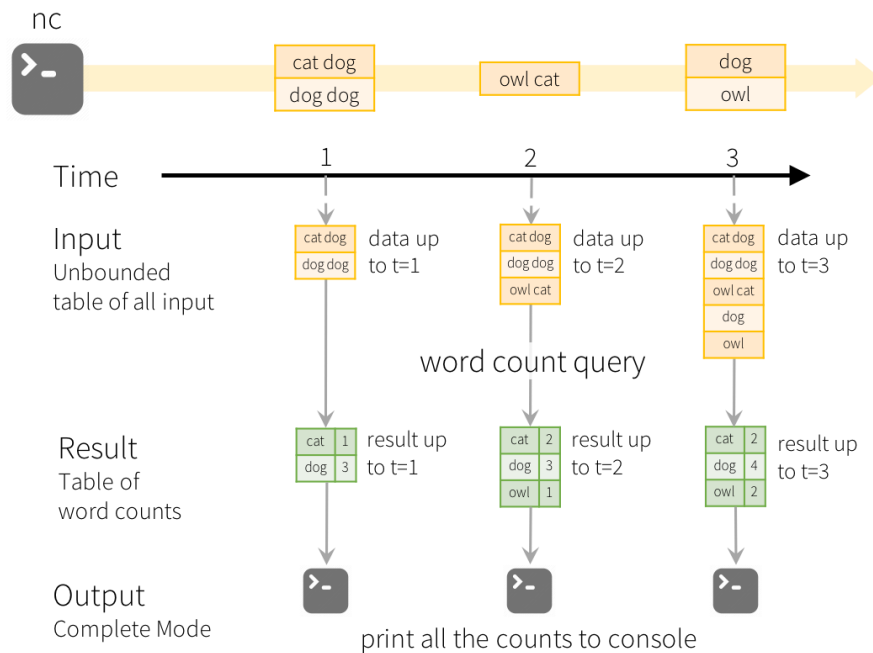 nc
cat dog
dog dog
owl cat
dog
owl
Time
1
2
3
Input
Unbounded
table of all input
cat dog
dog dog
data up
to t=1
cat dog
dog dog
owl cat
data up
to t=2
cat dog
dog dog
owl cat
dog
owl
data up
to t=3
word count query
Result
Table of
word counts
cat 1
dog 3
result up
to t=1
cat 2
dog 3
owl 1
result up
to t=2
cat 2
dog 4
owl 2
result up
to t=3
Output
Complete Mode
print all the counts to console